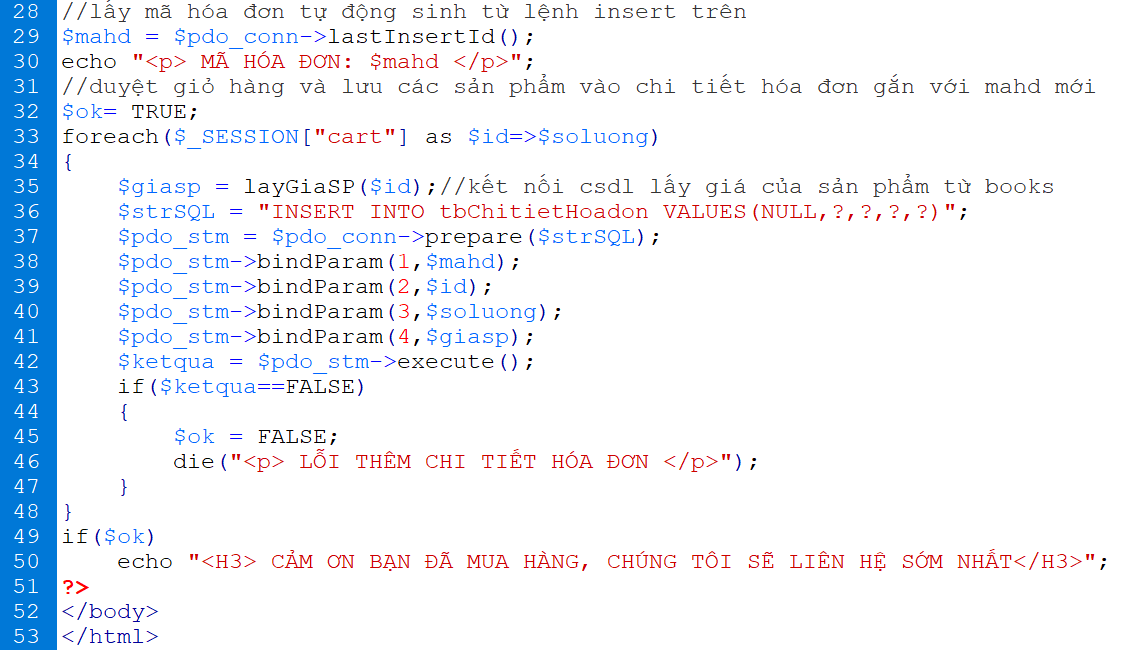 28 //lấy mã hóa đơn tự động sinh từ lệnh insert trên
29 $mahd = $pdo_conn->lastInsertId();
30 echo "<p> MÃ HÓA ĐƠN: $mahd </p>";
31 //duyệt giỏ hàng và lưu các sản phẩm vào chi tiết hóa đơn gắn với mahd mới
32 $ok= TRUE;
33 foreach($_SESSION["cart"] as $id=>$soluong)
34 {
35     $giasp = layGiaSP($id);//kết nối csdl lấy giá của sản phẩm từ books
36     $strSQL = "INSERT INTO tbChitietHoadon VALUES(NULL,?,?,?,?)";
37     $pdo_stm = $pdo_conn->prepare($strSQL);
38     $pdo_stm->bindParam(1,$mahd);
39     $pdo_stm->bindParam(2,$id);
40     $pdo_stm->bindParam(3,$soluong);
41     $pdo_stm->bindParam(4,$giasp);
42     $ketqua = $pdo_stm->execute();
43     if($ketqua==FALSE)
44     {
45         $ok = FALSE;
46         die("<p> LỖI THÊM CHI TIẾT HÓA ĐƠN </p>");
47     }
48 }
49 if($ok)
50     echo "<H3> CẢM ƠN BẠN ĐÃ MUA HÀNG, CHÚNG TÔI SẼ LIÊN HỆ SỚM NHẤT</H3>";
51 ?>
52 </body>
53 </html>